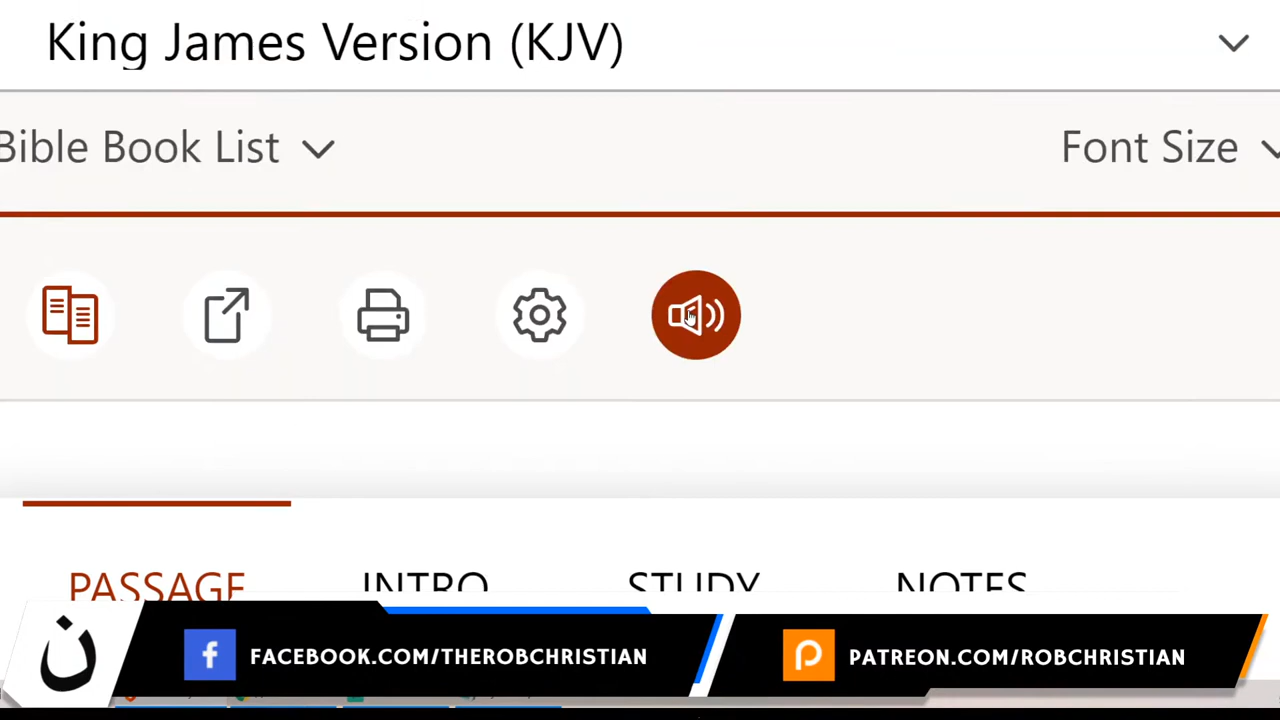 King James Version (KJV)
Bible Book List
Font Size
PASSAGE
INTRO
STUDY
NOTES
ن
FACEBOOK.COM/THEROBCHRISTIAN
PATREON.COM/ROBCHRISTIAN